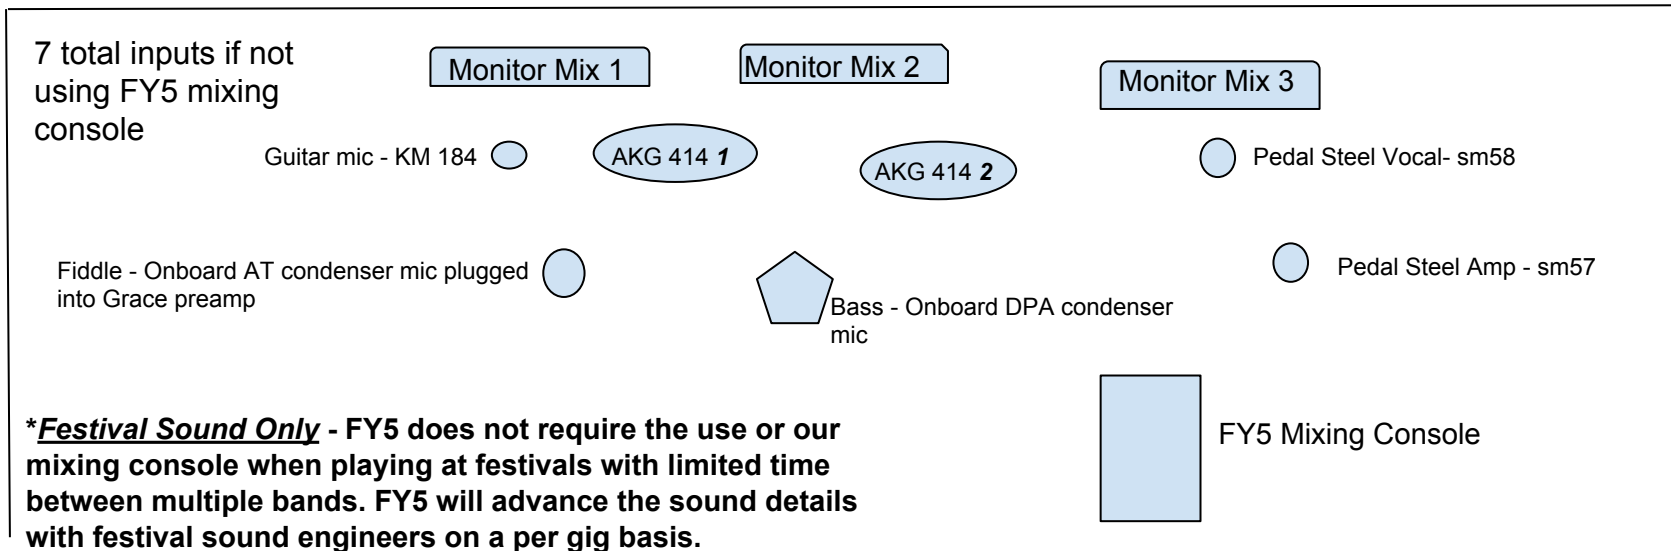 7 total inputs if not
using FY5 mixing
console
Monitor Mix 1
Monitor Mix 2
Monitor Mix 3
Guitar mic - KM 184
AKG 414 1
AKG 414 2
Pedal Steel Vocal- sm58
Fiddle - Onboard AT condenser mic plugged
into Grace preamp
Bass - Onboard DPA condenser
mic
Pedal Steel Amp - sm57
FY5 Mixing Console
*Festival Sound Only - FY5 does not require the use or our
mixing console when playing at festivals with limited time
between multiple bands. FY5 will advance the sound details
with festival sound engineers on a per gig basis.